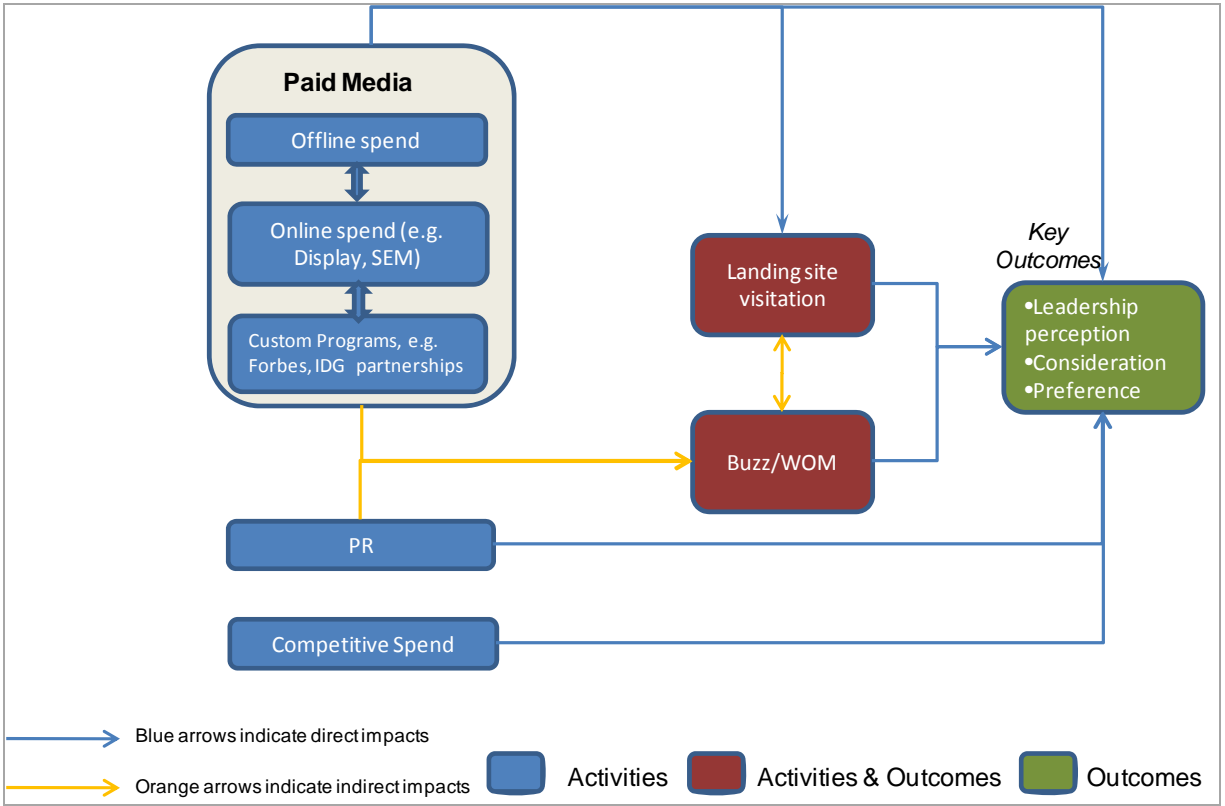 Paid Media
Offline spend
Online spend (e.g.
Display, SEM)
Custom Programs, e.g.
Forbes, IDG partnerships
Landing site
visitation
Buzz/WOM
Key
Outcomes
•Leadership
perception
•Consideration
•Preference
PR
Competitive Spend
Blue arrows indicate direct impacts
Orange arrows indicate indirect impacts
Activities
Activities & Outcomes
Outcomes